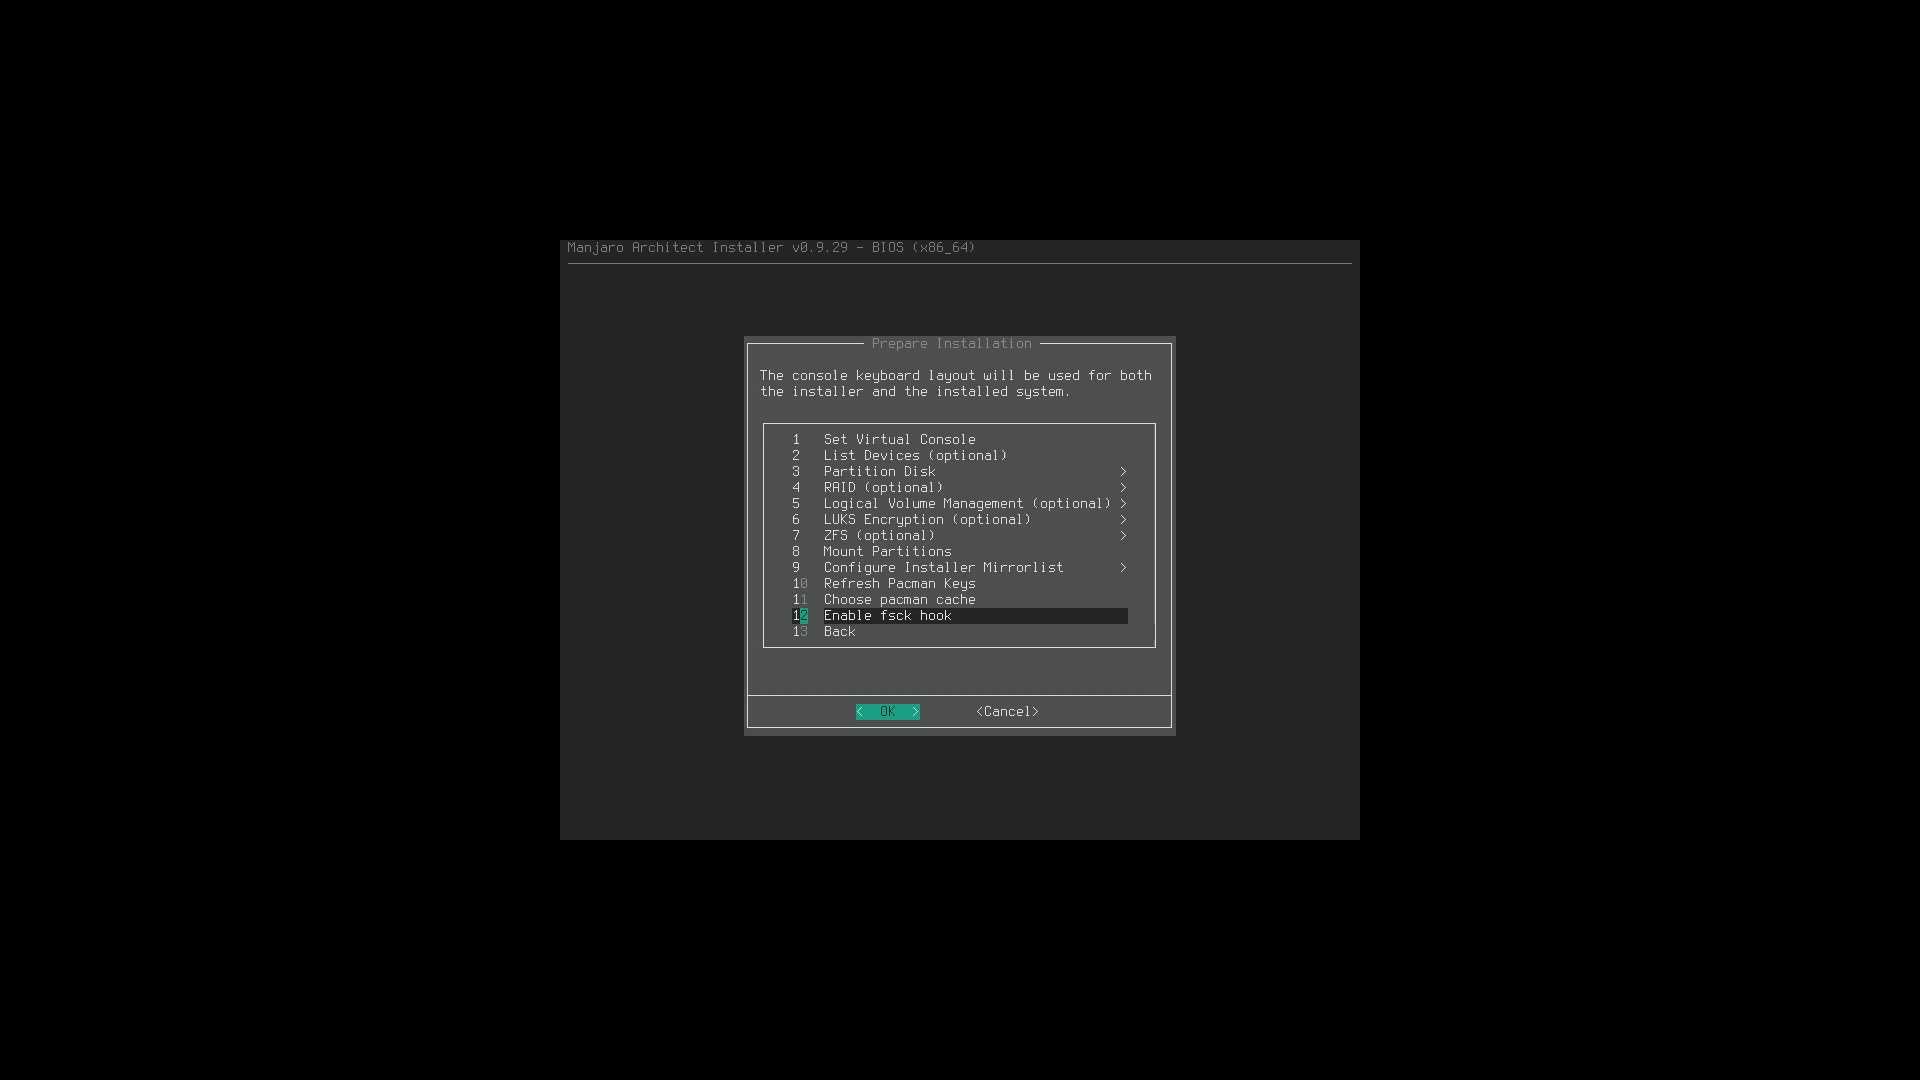 Manjaro Architect Installer v0.9.29 - BIOS (x86_64)
Prepare Installation
The console keyboard layout will be used for both
the installer and the installed system.
1 Set Virtual Console
2 List Devices (optional)
3 Partition Disk >
4 RAID (optional) >
5 Logical Volume Management (optional) >
6 LUKS Encryption (optional) >
7 ZFS (optional) >
8 Mount Partitions
9 Configure Installer Mirrorlist >
10 Refresh Pacman Keys
11 Choose pacman cache
12 Enable fsck hook
13 Back
< OK > <Cancel>